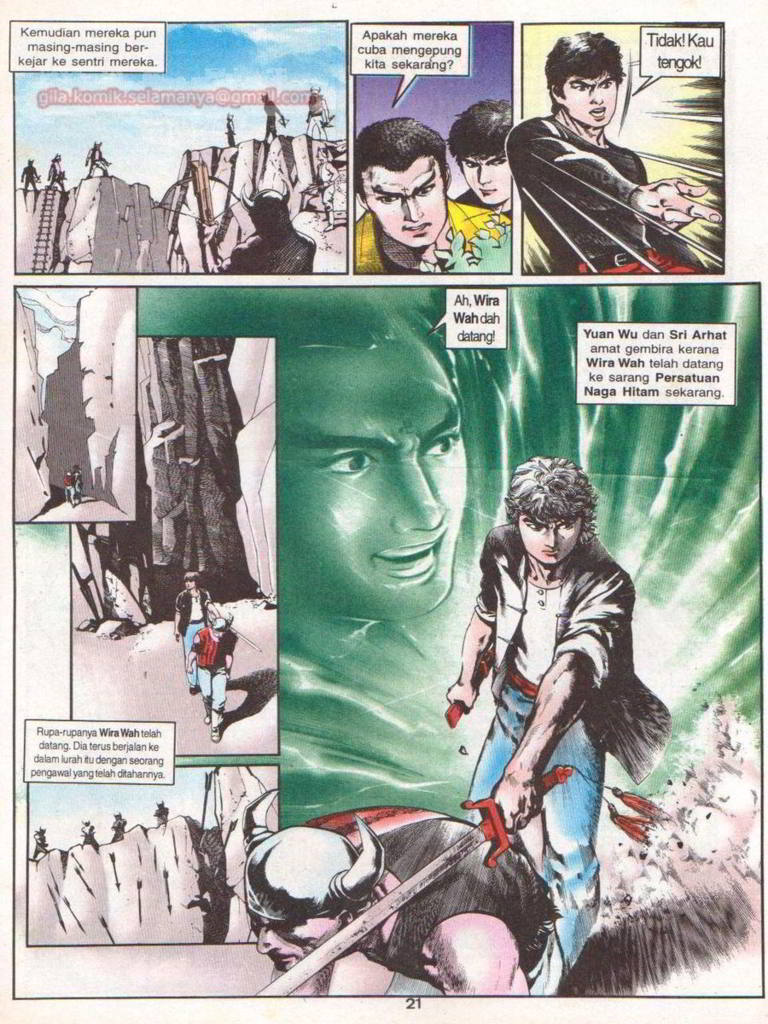 Kemudian mereka pun
masing-masing ber-
kejar ke sentri mereka.
gila.komik.selamanya@gmail.com
Apakah mereka
cuba mengepung
kita sekarang?
Tidak! Kau
tengok!
Ah, Wira
Wah dah
datang!
Yuan Wu dan Sri Arhat
amat gembira kerana
Wira Wah telah datang
ke sarang Persatuan
Naga Hitam sekarang.
Rupa-rupanya Wira Wah telah
datang. Dia terus berjalan ke
dalam lurah itu dengan seorang
pengawal yang telah ditahannya.
21